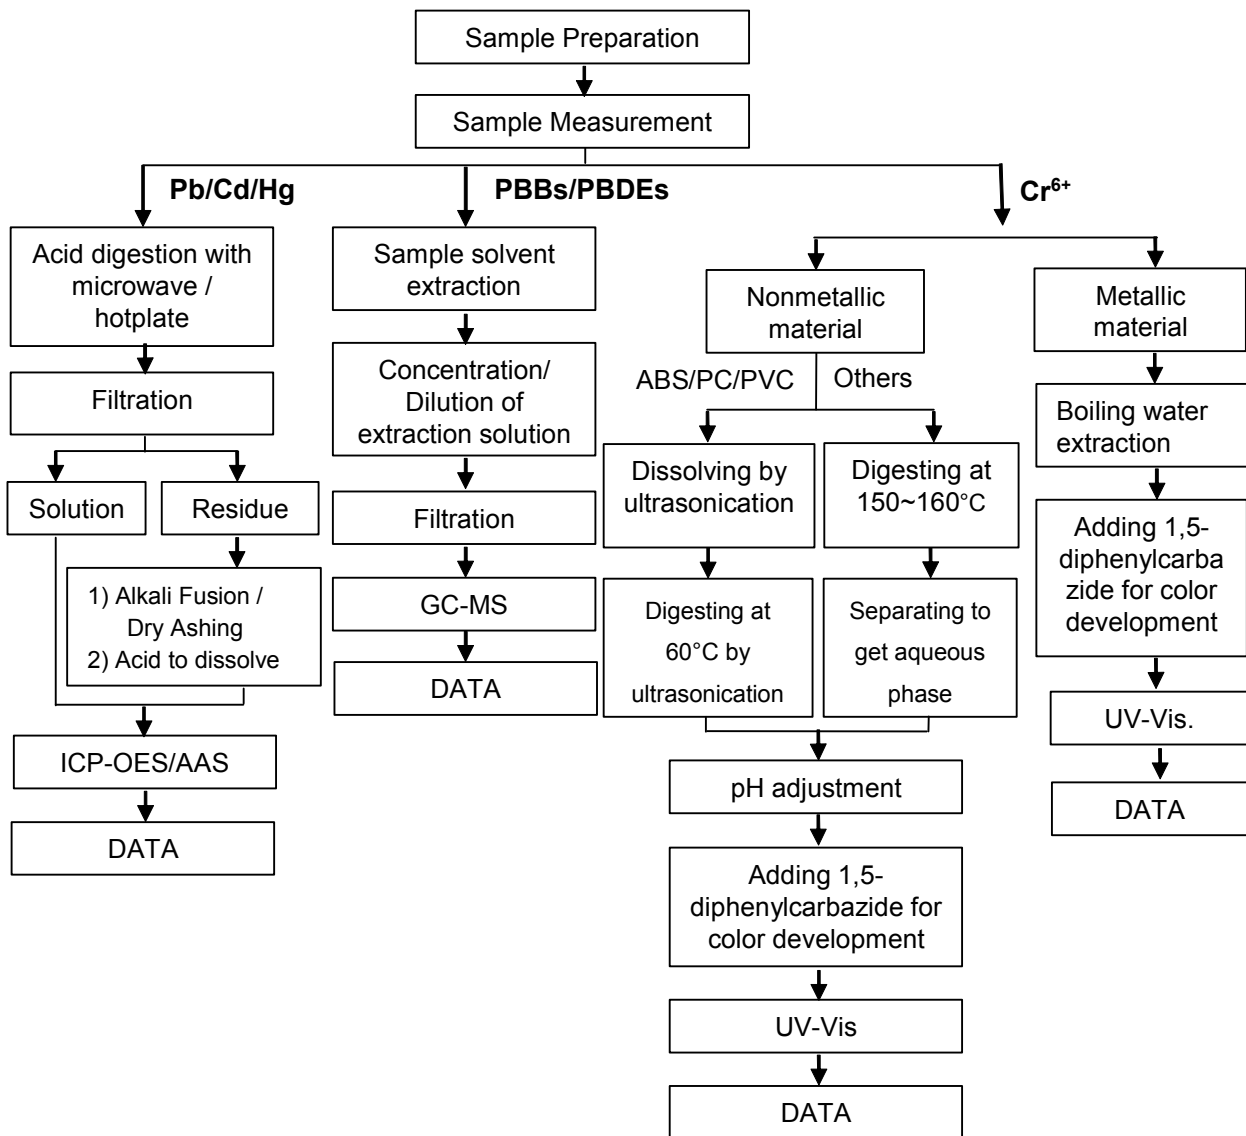 Sample Preparation
Sample Measurement
Pb/Cd/Hg
Acid digestion with
microwave /
hotplate
Filtration
Solution
Residue
1) Alkali Fusion /
Dry Ashing
2) Acid to dissolve
ICP-OES/AAS
DATA
PBBs/PBDEs
Sample solvent
extraction
Concentration/
Dilution of
extraction solution
Filtration
GC-MS
DATA
Cr⁶⁺
Nonmetallic
material
ABS/PC/PVC
Others
Dissolving by
ultrasonication
Digesting at
150~160°C
Digesting at
60°C by
ultrasonication
Separating to
get aqueous
phase
pH adjustment
Adding 1,5-
diphenylcarbazide for
color development
UV-Vis
DATA
Metallic
material
Boiling water
extraction
Adding 1,5-
diphenylcarba
zide for color
development
UV-Vis.
DATA